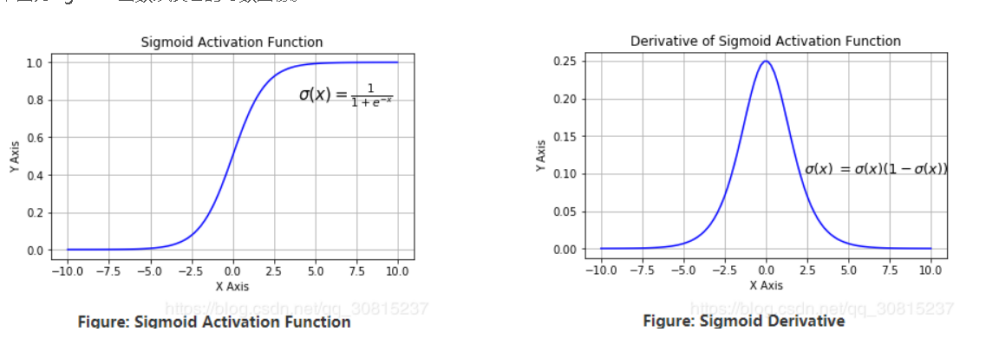 Sigmoid Activation Function
σ(x) = 1 / (1 + e^{-x})
Y Axis
1.0
0.8
0.6
0.4
0.2
0.0
−10.0 −7.5 −5.0 −2.5 0.0 2.5 5.0 7.5 10.0
X Axis
https://blog.csdn.net/qq_30815237
Figure: Sigmoid Activation Function
Derivative of Sigmoid Activation Function
σ(x) = σ(x)(1 − σ(x))
Y Axis
0.25
0.20
0.15
0.10
0.05
0.00
−10.0 −7.5 −5.0 −2.5 0.0 2.5 5.0 7.5 10.0
X Axis
https://blog.csdn.net/qq_30815237
Figure: Sigmoid Derivative